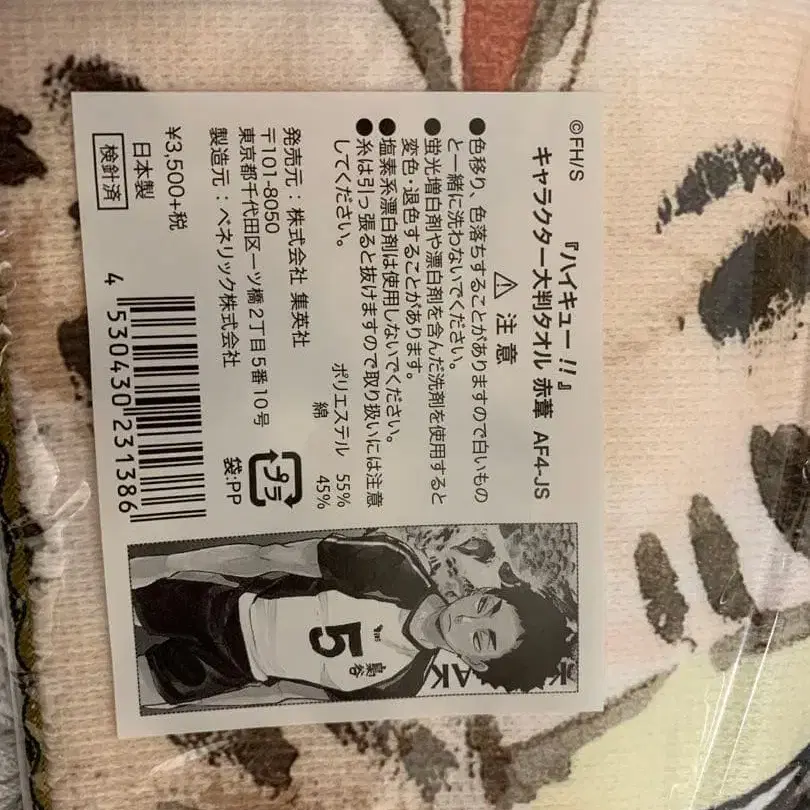 ©FH/S
『ハイキュー!!』
キャラクター大判タオル 赤葦 AF4-JS
⚠ 注意
●色移り、色落ちすることがありますので白いもの
と一緒に洗わないでください。
●蛍光増白剤や漂白剤を含んだ洗剤を使用すると
変色・退色することがあります。
●塩素系漂白剤は使用しないでください。
●糸は引っ張ると抜けますので取り扱いには注意
してください。
ポリエステル 55%
綿 45%
発売元:株式会社 集英社
〒101-8050
東京都千代田区一ツ橋2丁目5番10号
製造元:ベネリック株式会社
プラ
袋:PP
¥3,500+税
日本製
検針済
4 530430 231386
梟谷
5